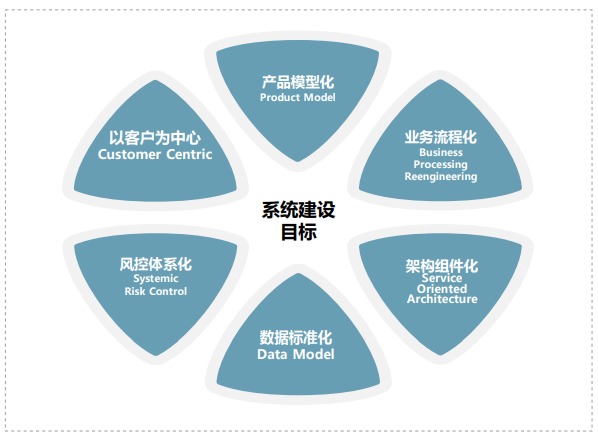 产品模型化
Product Model
以客户为中心
Customer Centric
业务流程化
Business
Processing
Reengineering
系统建设
目标
风控体系化
Systemic
Risk Control
架构组件化
Service
Oriented
Architecture
数据标准化
Data Model